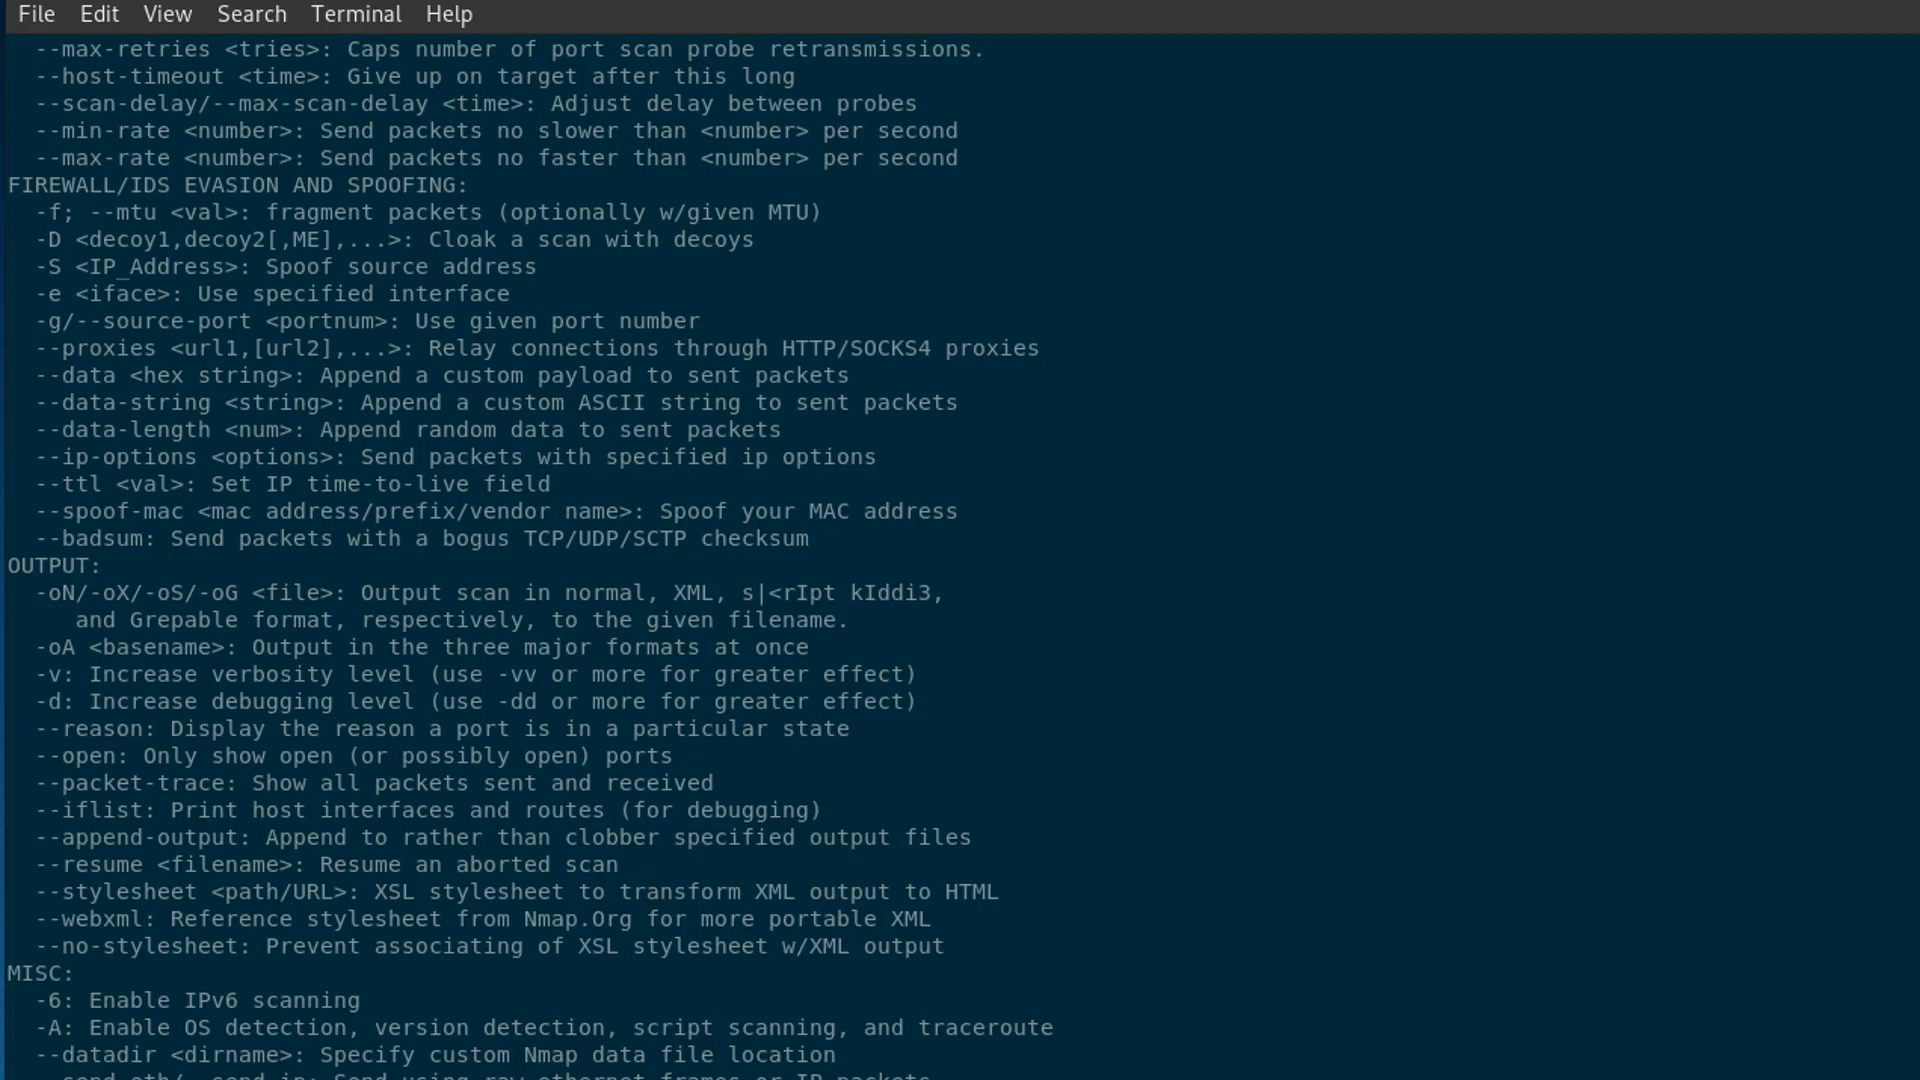 File Edit View Search Terminal Help
  --max-retries <tries>: Caps number of port scan probe retransmissions.
  --host-timeout <time>: Give up on target after this long
  --scan-delay/--max-scan-delay <time>: Adjust delay between probes
  --min-rate <number>: Send packets no slower than <number> per second
  --max-rate <number>: Send packets no faster than <number> per second
FIREWALL/IDS EVASION AND SPOOFING:
  -f; --mtu <val>: fragment packets (optionally w/given MTU)
  -D <decoy1,decoy2[,ME],...>: Cloak a scan with decoys
  -S <IP_Address>: Spoof source address
  -e <iface>: Use specified interface
  -g/--source-port <portnum>: Use given port number
  --proxies <url1,[url2],...>: Relay connections through HTTP/SOCKS4 proxies
  --data <hex string>: Append a custom payload to sent packets
  --data-string <string>: Append a custom ASCII string to sent packets
  --data-length <num>: Append random data to sent packets
  --ip-options <options>: Send packets with specified ip options
  --ttl <val>: Set IP time-to-live field
  --spoof-mac <mac address/prefix/vendor name>: Spoof your MAC address
  --badsum: Send packets with a bogus TCP/UDP/SCTP checksum
OUTPUT:
  -oN/-oX/-oS/-oG <file>: Output scan in normal, XML, s|<rIpt kIddi3,
     and Grepable format, respectively, to the given filename.
  -oA <basename>: Output in the three major formats at once
  -v: Increase verbosity level (use -vv or more for greater effect)
  -d: Increase debugging level (use -dd or more for greater effect)
  --reason: Display the reason a port is in a particular state
  --open: Only show open (or possibly open) ports
  --packet-trace: Show all packets sent and received
  --iflist: Print host interfaces and routes (for debugging)
  --append-output: Append to rather than clobber specified output files
  --resume <filename>: Resume an aborted scan
  --stylesheet <path/URL>: XSL stylesheet to transform XML output to HTML
  --webxml: Reference stylesheet from Nmap.Org for more portable XML
  --no-stylesheet: Prevent associating of XSL stylesheet w/XML output
MISC:
  -6: Enable IPv6 scanning
  -A: Enable OS detection, version detection, script scanning, and traceroute
  --datadir <dirname>: Specify custom Nmap data file location
  --send-eth/--send-ip: Send using raw ethernet frames or IP packets